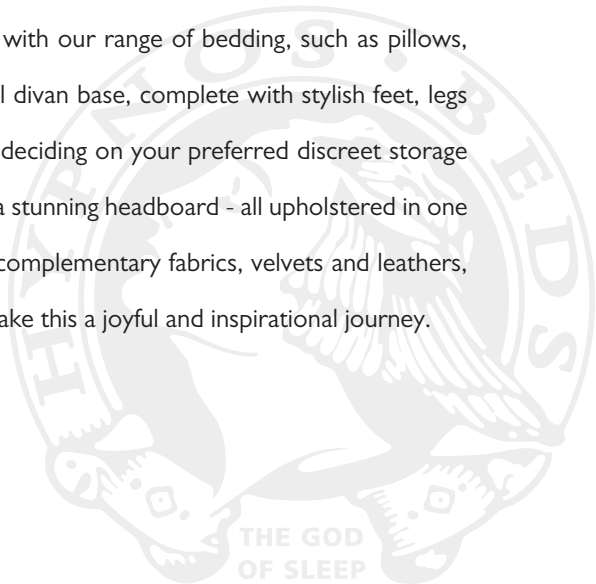 with our range of bedding, such as pillows,
l divan base, complete with stylish feet, legs
deciding on your preferred discreet storage
a stunning headboard - all upholstered in one
complementary fabrics, velvets and leathers,
ake this a joyful and inspirational journey.
HYPNOS • BEDS
THE GOD
OF SLEEP